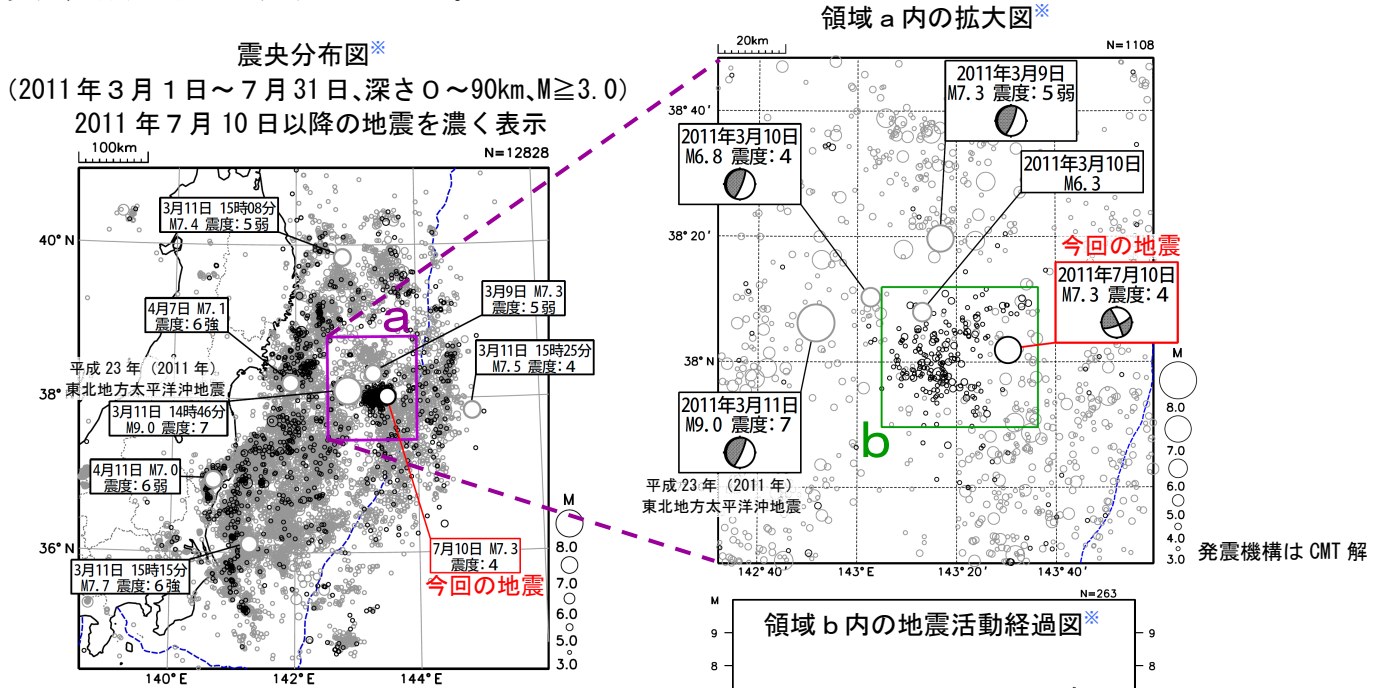 震央分布図※
(2011年3月1日~7月31日、深さ0~90km、M≧3.0)
2011年7月10日以降の地震を濃く表示
100km
N=12828
3月11日 15時08分
M7.4 震度:5弱
40°N
4月7日 M7.1
震度:6強
a
3月9日 M7.3
震度:5弱
3月11日 15時25分
M7.5 震度:4
平成23年(2011年)
東北地方太平洋沖地震
38°N
3月11日 14時46分
M9.0 震度:7
4月11日 M7.0
震度:6弱
36°N
3月11日 15時15分
M7.7 震度:6強
7月10日 M7.3
震度:4
今回の地震
M
8.0
7.0
6.0
5.0
3.0
140°E
142°E
144°E
領域a内の拡大図※
20km
N=1108
2011年3月9日
M7.3 震度:5弱
38°40'
2011年3月10日
M6.8 震度:4
2011年3月10日
M6.3
38°20'
今回の地震
2011年7月10日
M7.3 震度:4
38°N
2011年3月11日
M9.0 震度:7
b
平成23年(2011年)
東北地方太平洋沖地震
M
8.0
7.0
6.0
5.0
4.0
3.0
発震機構はCMT解
142°40'
143°E
143°20'
143°40'
N=263
M
領域b内の地震活動経過図※
9
9
8
8